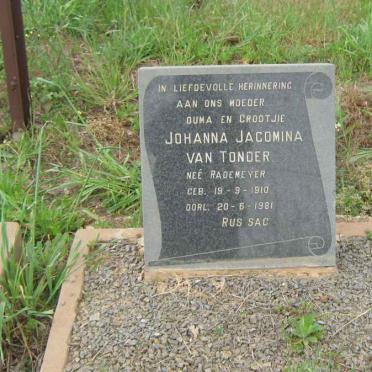 IN LIEFDEVOLLE HERINNERING
AAN ONS MOEDER
OUMA EN GROOTJIE
JOHANNA JACOMINA
VAN TONDER
NEÉ RADEMEYER
GEB. 19-9-1910
OORL. 20-6-1981
RUS SAG